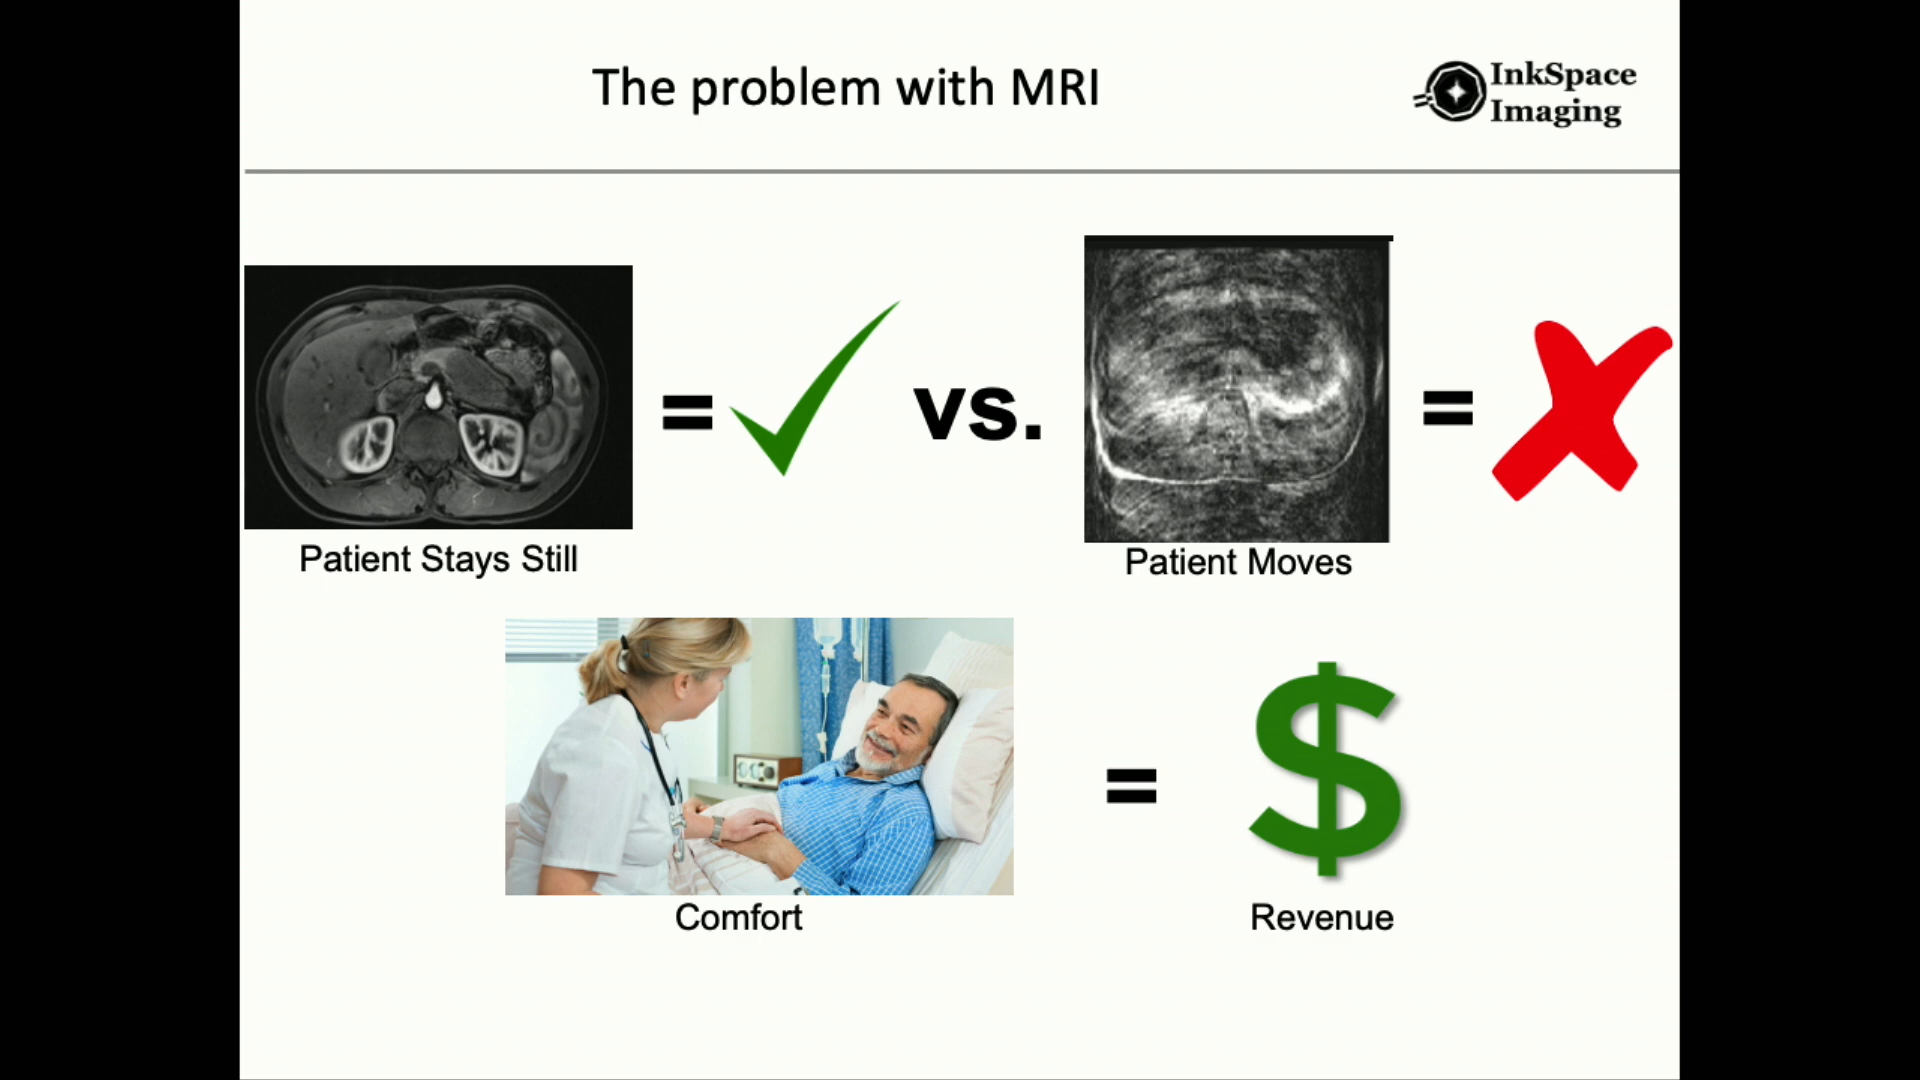 The problem with MRI
InkSpace
Imaging
=
vs.
=
Patient Stays Still
Patient Moves
=
$
Comfort
Revenue